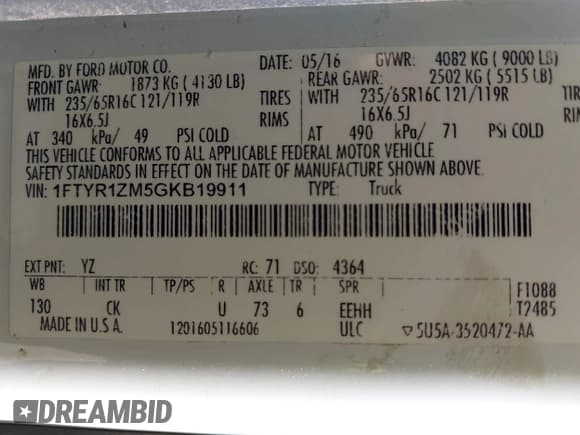 MFD. BY FORD MOTOR CO. DATE: 05/16 GVWR: 4082 KG ( 9000 LB)
FRONT GAWR: 1873 KG ( 4130 LB) REAR GAWR: 2502 KG ( 5515 LB)
WITH 235/65R16C 121/119R TIRES WITH 235/65R16C 121/119R TIRES
16X6.5J RIMS 16X6.5J RIMS
AT 340 kPa/ 49 PSI COLD AT 490 kPa/ 71 PSI COLD
THIS VEHICLE CONFORMS TO ALL APPLICABLE FEDERAL MOTOR VEHICLE
SAFETY STANDARDS IN EFFECT ON THE DATE OF MANUFACTURE SHOWN ABOVE.
VIN: 1FTYR1ZM5GKB19911 TYPE: Truck
EXT PNT: YZ RC: 71 DSO: 4364
WB INT TR TP/PS R AXLE TR SPR F1088
130 CK U 73 6 EEHH T2485
MADE IN U.S.A. 1201605116606 ULC ▽5U5A-3520472-AA
DREAMBID